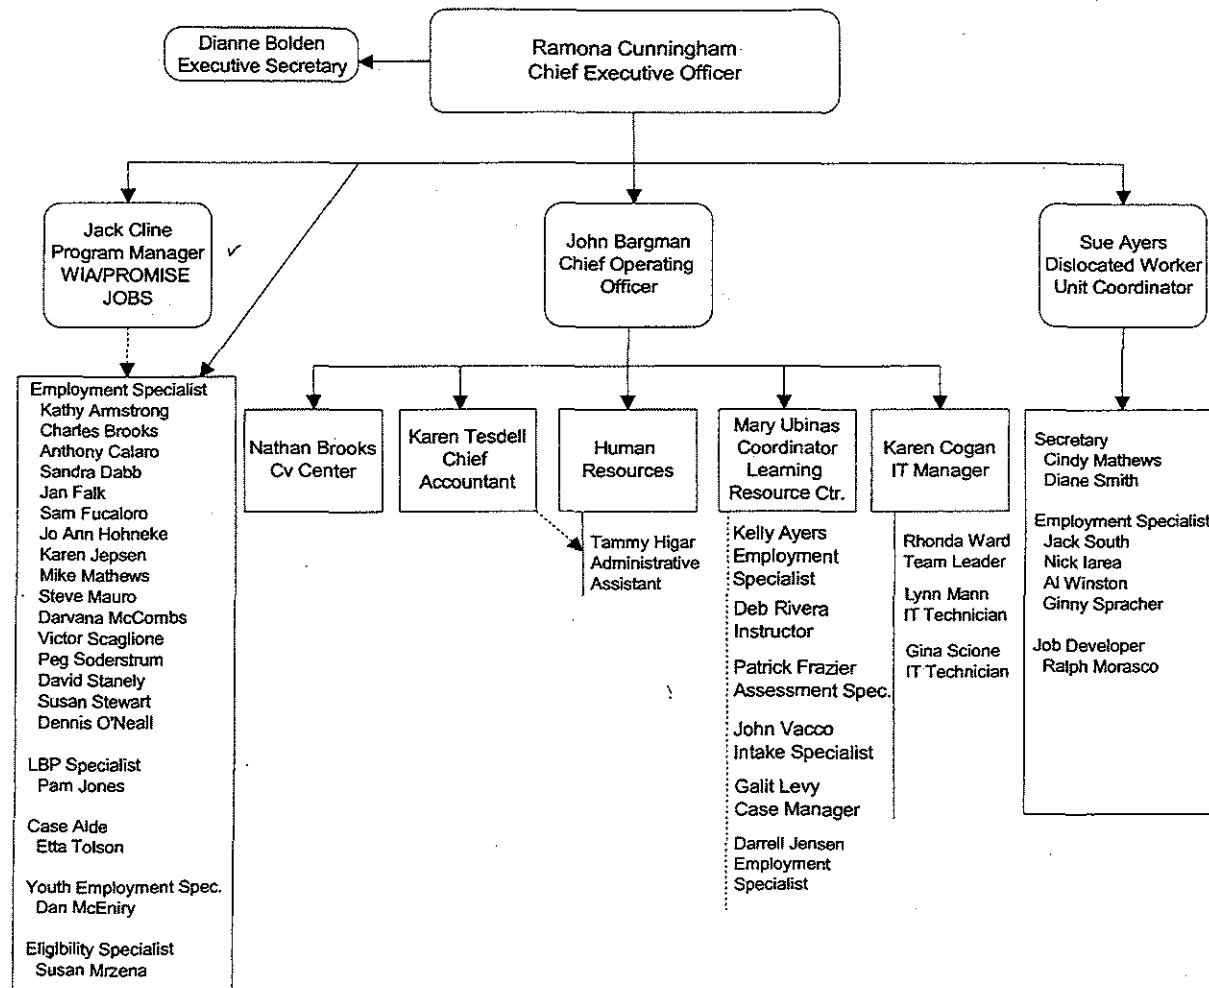 Dianne Bolden
Executive Secretary
Ramona Cunningham
Chief Executive Officer
Jack Cline
Program Manager
WIA/PROMISE
JOBS
John Bargman
Chief Operating
Officer
Sue Ayers
Dislocated Worker
Unit Coordinator
Employment Specialist
Kathy Armstrong
Charles Brooks
Anthony Calaro
Sandra Dabb
Jan Falk
Sam Fucaloro
Jo Ann Hohneke
Karen Jepsen
Mike Mathews
Steve Mauro
Darvana McCombs
Victor Scaglione
Peg Soderstrum
David Stanely
Susan Stewart
Dennis O'Neall
LBP Specialist
Pam Jones
Case Aide
Etta Tolson
Youth Employment Spec.
Dan McEniry
Eligibility Specialist
Susan Mrzena
Nathan Brooks
Cv Center
Karen Tesdell
Chief
Accountant
Human
Resources
Tammy Higar
Administrative
Assistant
Mary Ubinas
Coordinator
Learning
Resource Ctr.
Kelly Ayers
Employment
Specialist
Deb Rivera
Instructor
Patrick Frazier
Assessment Spec.
John Vacco
Intake Specialist
Galit Levy
Case Manager
Darrell Jensen
Employment
Specialist
Karen Cogan
IT Manager
Rhonda Ward
Team Leader
Lynn Mann
IT Technician
Gina Scione
IT Technician
Secretary
Cindy Mathews
Diane Smith
Employment Specialist
Jack South
Nick Iarea
Al Winston
Ginny Spracher
Job Developer
Ralph Morasco